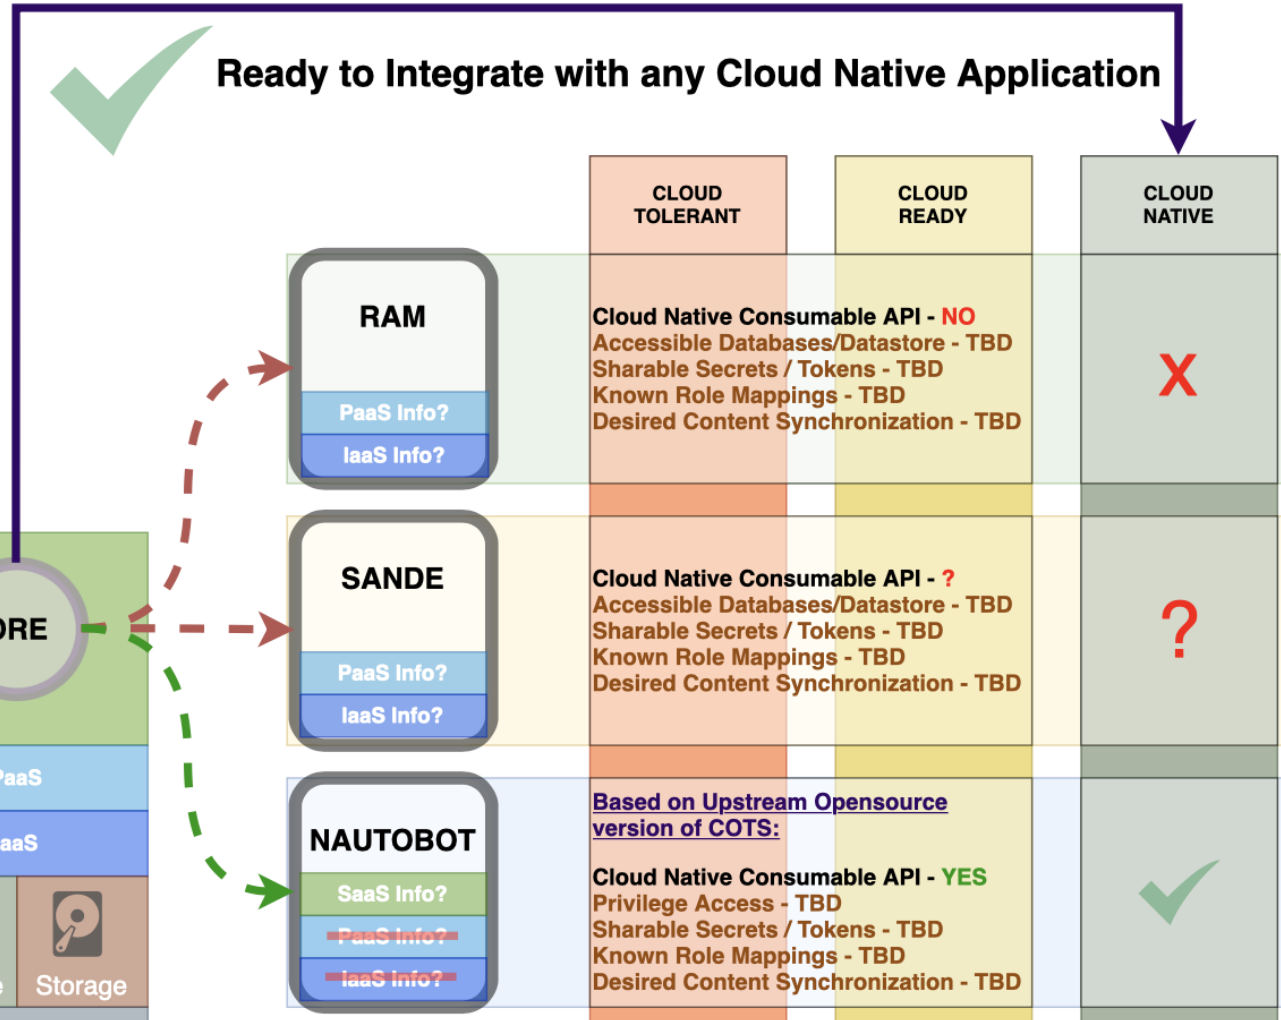 Ready to Integrate with any Cloud Native Application
CLOUD
TOLERANT
CLOUD
READY
CLOUD
NATIVE
RAM
PaaS Info?
IaaS Info?
Cloud Native Consumable API - NO
Accessible Databases/Datastore - TBD
Sharable Secrets / Tokens - TBD
Known Role Mappings - TBD
Desired Content Synchronization - TBD
X
SANDE
PaaS Info?
IaaS Info?
Cloud Native Consumable API - ?
Accessible Databases/Datastore - TBD
Sharable Secrets / Tokens - TBD
Known Role Mappings - TBD
Desired Content Synchronization - TBD
?
ORE
PaaS
aaS
Storage
NAUTOBOT
SaaS Info?
PaaS Info?
IaaS Info?
Based on Upstream Opensource
version of COTS:
Cloud Native Consumable API - YES
Privilege Access - TBD
Sharable Secrets / Tokens - TBD
Known Role Mappings - TBD
Desired Content Synchronization - TBD